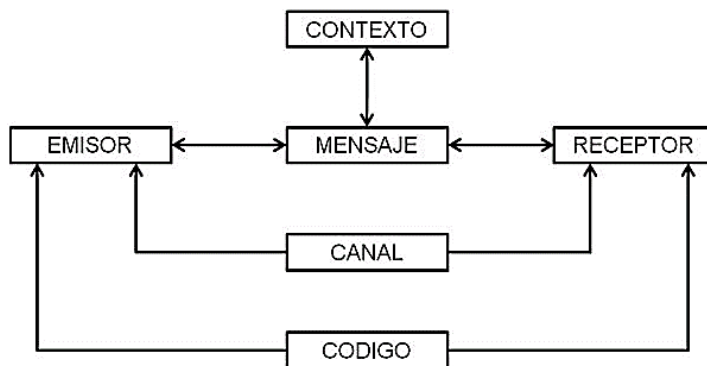 CONTEXTO
EMISOR
MENSAJE
RECEPTOR
CANAL
CODIGO